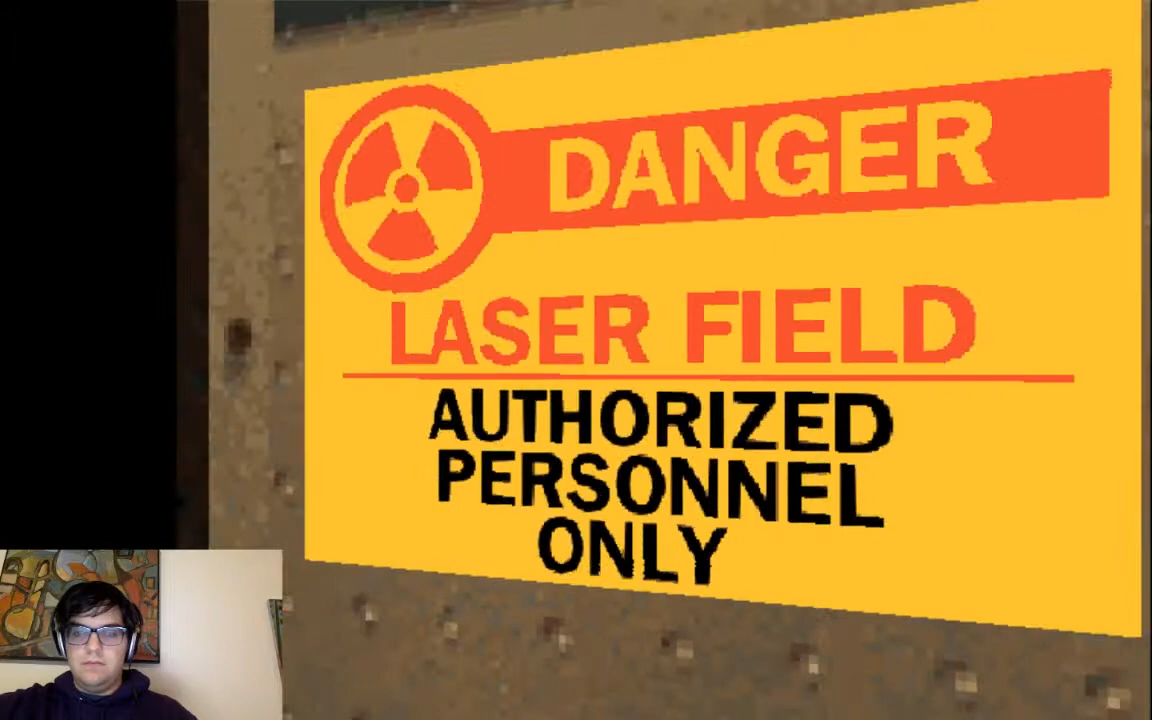 DANGER
LASER FIELD
AUTHORIZED
PERSONNEL
ONLY